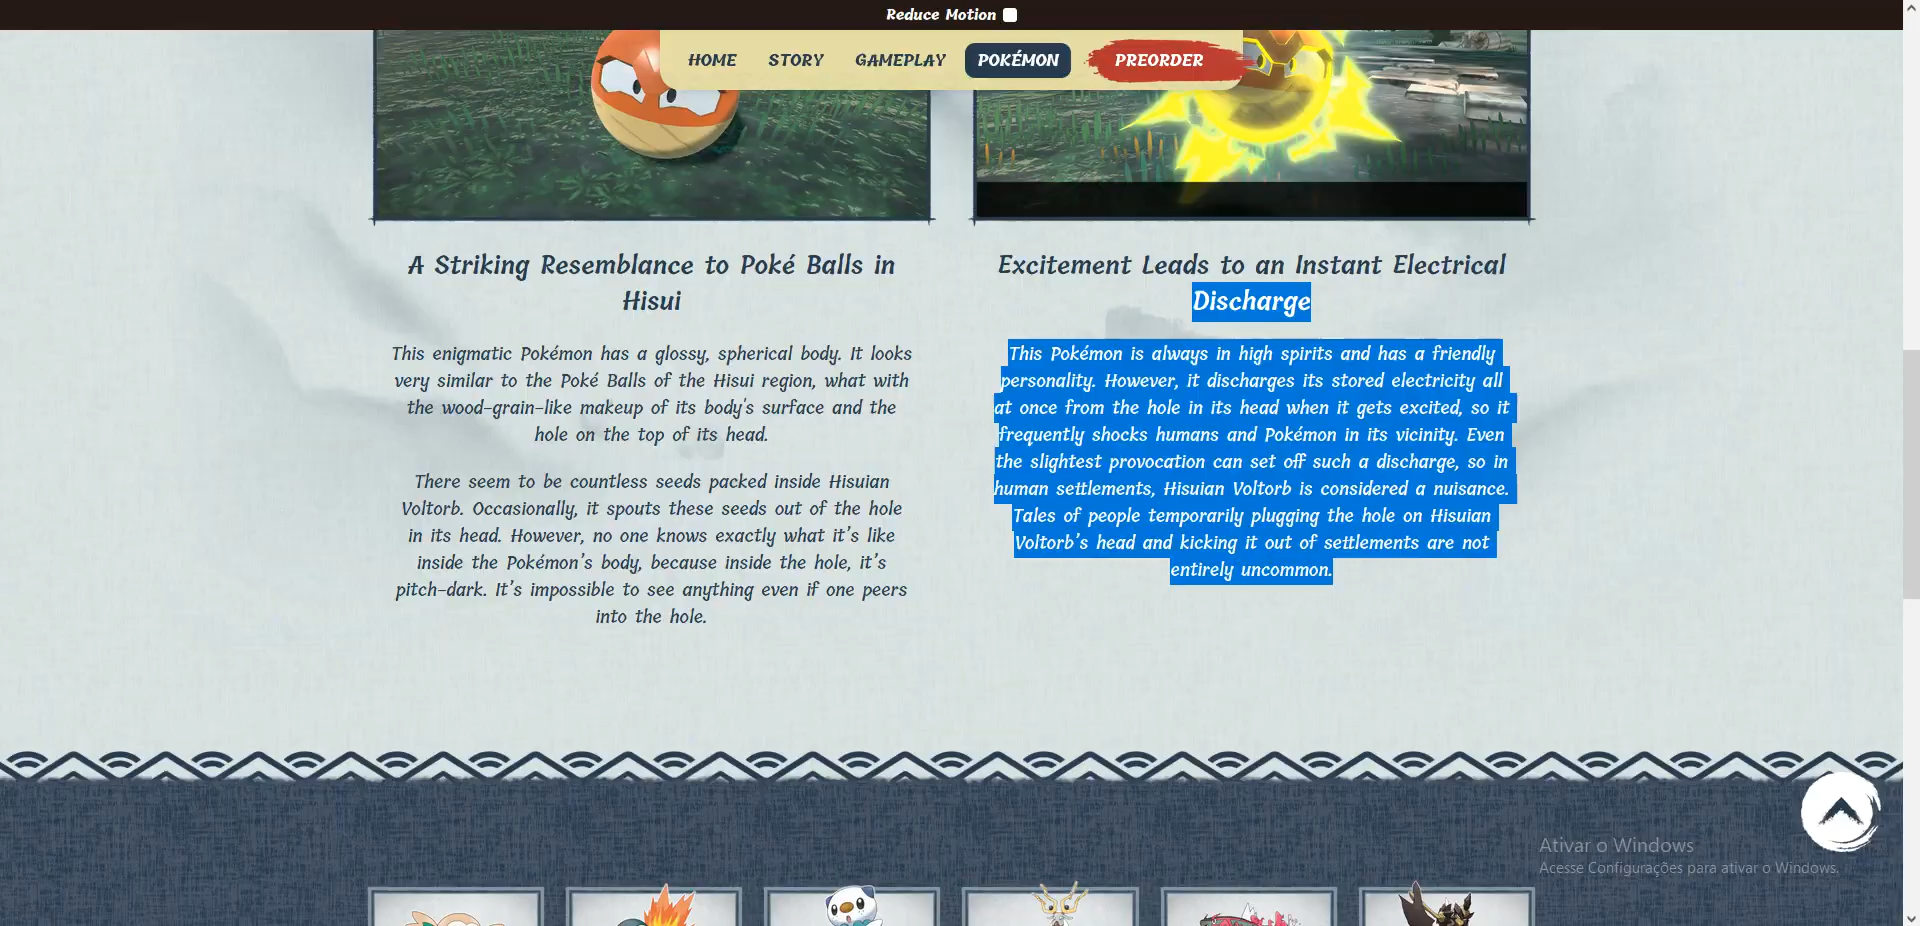 Reduce Motion
HOME STORY GAMEPLAY POKÉMON PREORDER
A Striking Resemblance to Poké Balls in
Hisui
This enigmatic Pokémon has a glossy, spherical body. It looks
very similar to the Poké Balls of the Hisui region, what with
the wood-grain-like makeup of its body's surface and the
hole on the top of its head.
There seem to be countless seeds packed inside Hisuian
Voltorb. Occasionally, it spouts these seeds out of the hole
in its head. However, no one knows exactly what it’s like
inside the Pokémon’s body, because inside the hole, it’s
pitch-dark. It’s impossible to see anything even if one peers
into the hole.
Excitement Leads to an Instant Electrical
Discharge
This Pokémon is always in high spirits and has a friendly
personality. However, it discharges its stored electricity all
at once from the hole in its head when it gets excited, so it
frequently shocks humans and Pokémon in its vicinity. Even
the slightest provocation can set off such a discharge, so in
human settlements, Hisuian Voltorb is considered a nuisance.
Tales of people temporarily plugging the hole on Hisuian
Voltorb’s head and kicking it out of settlements are not
entirely uncommon.
Ativar o Windows
Acesse Configurações para ativar o Windows.